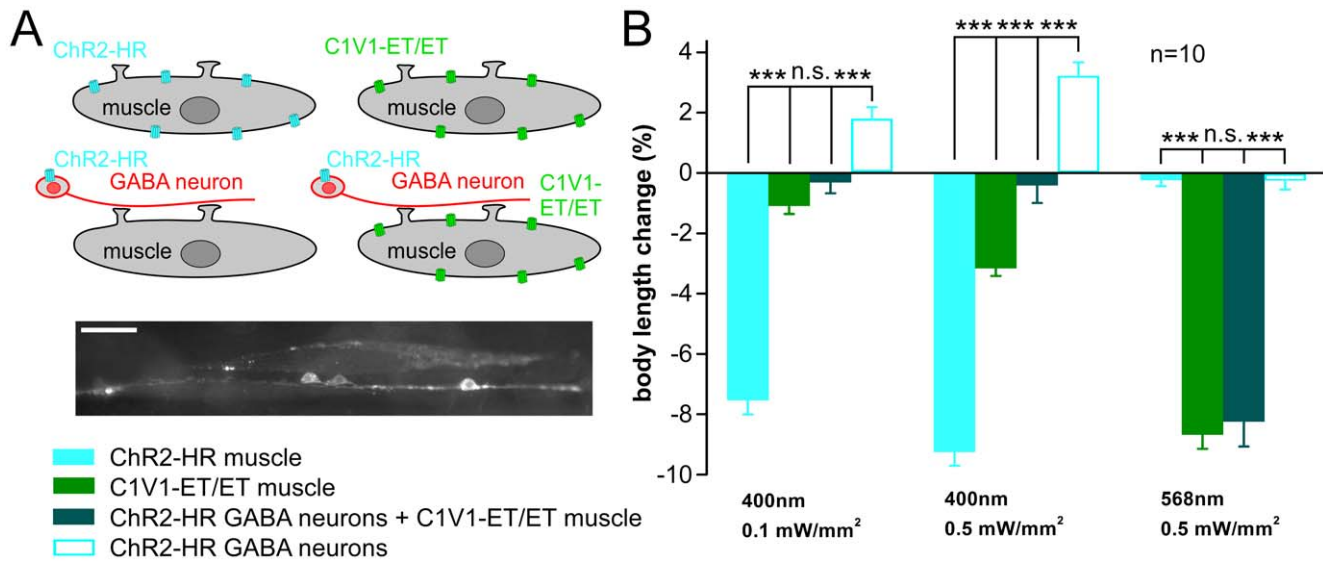 A
ChR2-HR
muscle
C1V1-ET/ET
muscle
ChR2-HR
GABA neuron
muscle
ChR2-HR
GABA neuron
C1V1-
ET/ET
muscle
ChR2-HR muscle
C1V1-ET/ET muscle
ChR2-HR GABA neurons + C1V1-ET/ET muscle
ChR2-HR GABA neurons
B
body length change (%)
4
2
0
-2
-4
-6
-8
-10
*** n.s. ***
*** *** ***
*** n.s. ***
n=10
400nm
0.1 mW/mm²
400nm
0.5 mW/mm²
568nm
0.5 mW/mm²